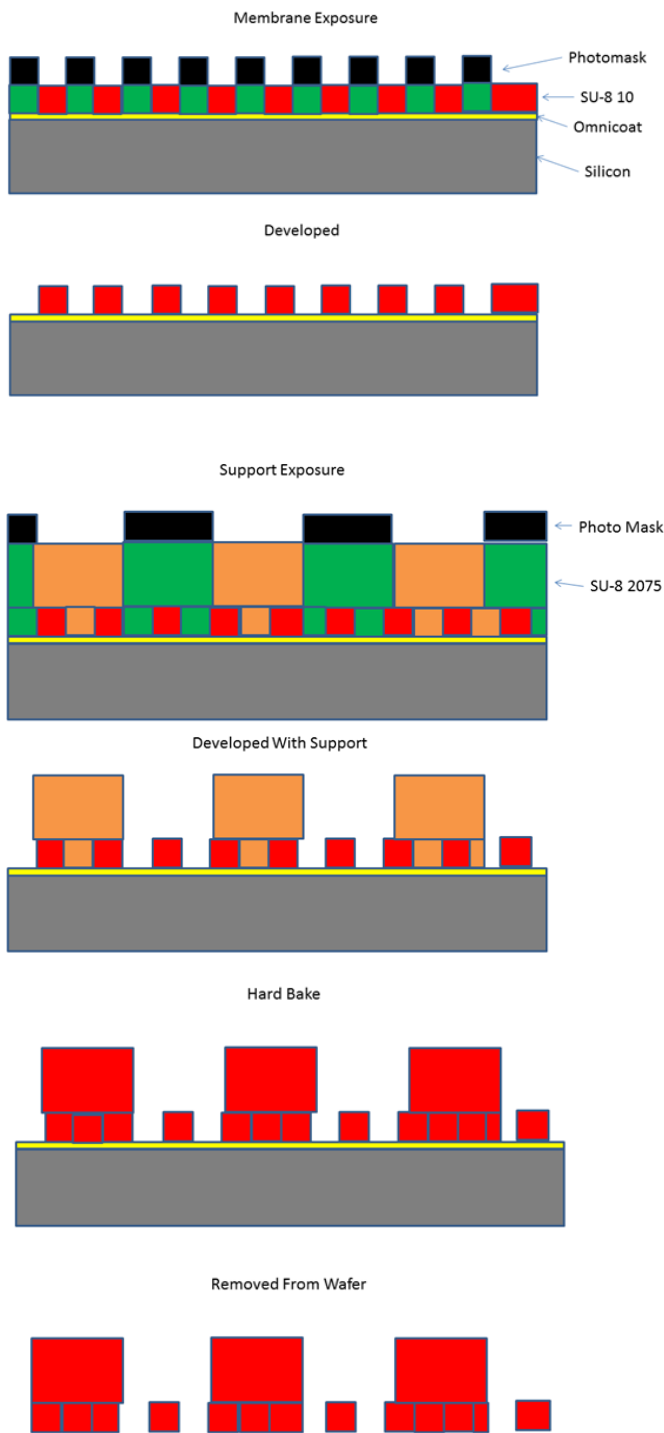 Membrane Exposure
Photomask
SU-8 10
Omnicoat
Silicon
Developed
Support Exposure
Photo Mask
SU-8 2075
Developed With Support
Hard Bake
Removed From Wafer